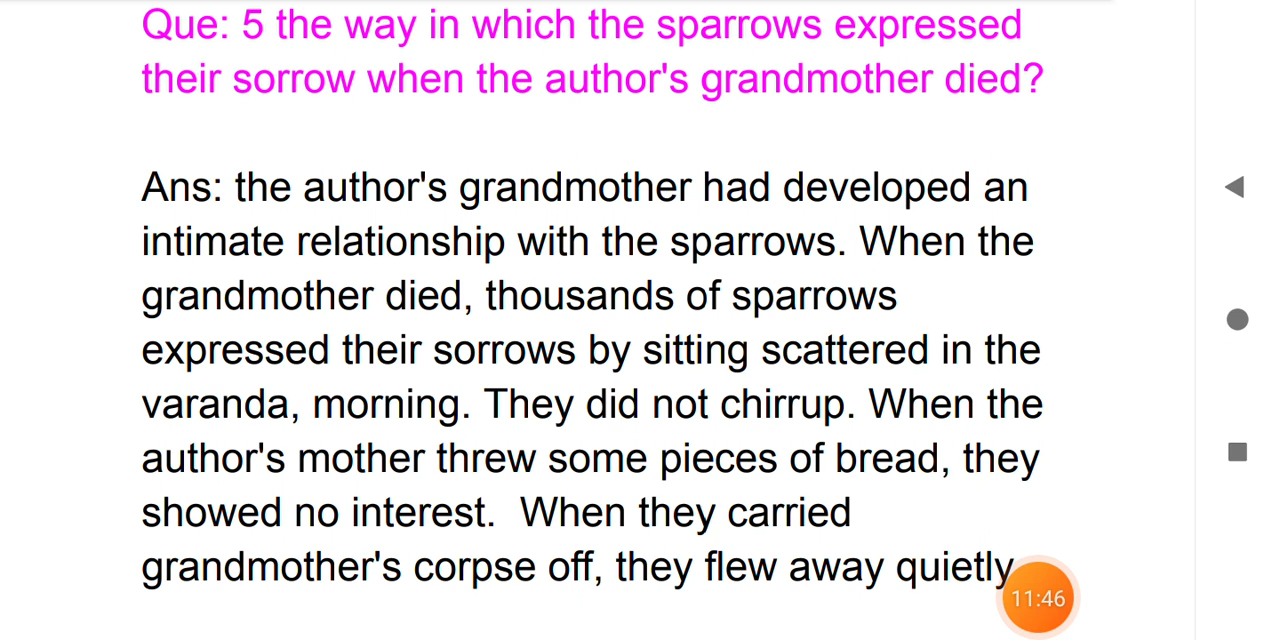 Que: 5 the way in which the sparrows expressed
their sorrow when the author's grandmother died?
Ans: the author's grandmother had developed an
intimate relationship with the sparrows. When the
grandmother died, thousands of sparrows
expressed their sorrows by sitting scattered in the
varanda, morning. They did not chirrup. When the
author's mother threw some pieces of bread, they
showed no interest.  When they carried
grandmother's corpse off, they flew away quietly
11:46